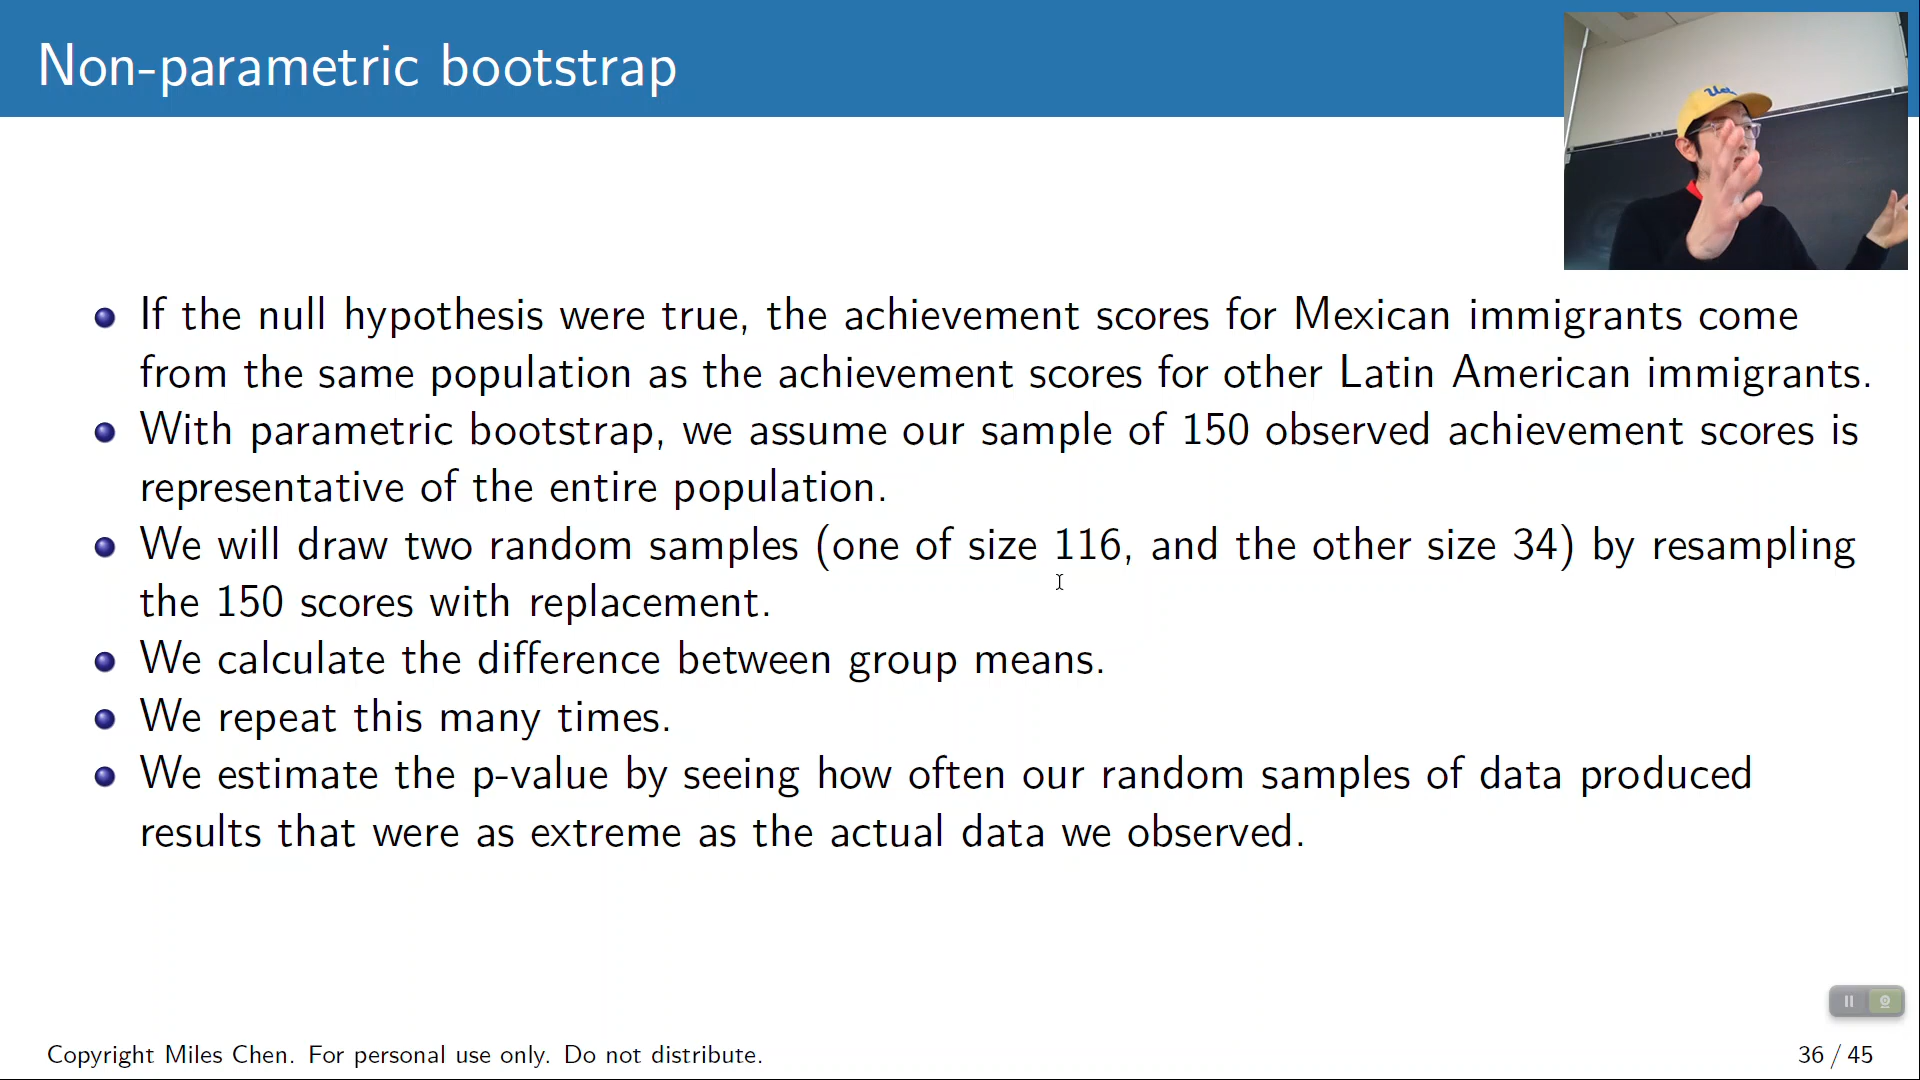 Non-parametric bootstrap
If the null hypothesis were true, the achievement scores for Mexican immigrants come
from the same population as the achievement scores for other Latin American immigrants.
With parametric bootstrap, we assume our sample of 150 observed achievement scores is
representative of the entire population.
We will draw two random samples (one of size 116, and the other size 34) by resampling
the 150 scores with replacement.
We calculate the difference between group means.
We repeat this many times.
We estimate the p-value by seeing how often our random samples of data produced
results that were as extreme as the actual data we observed.
Copyright Miles Chen. For personal use only. Do not distribute.
36 / 45